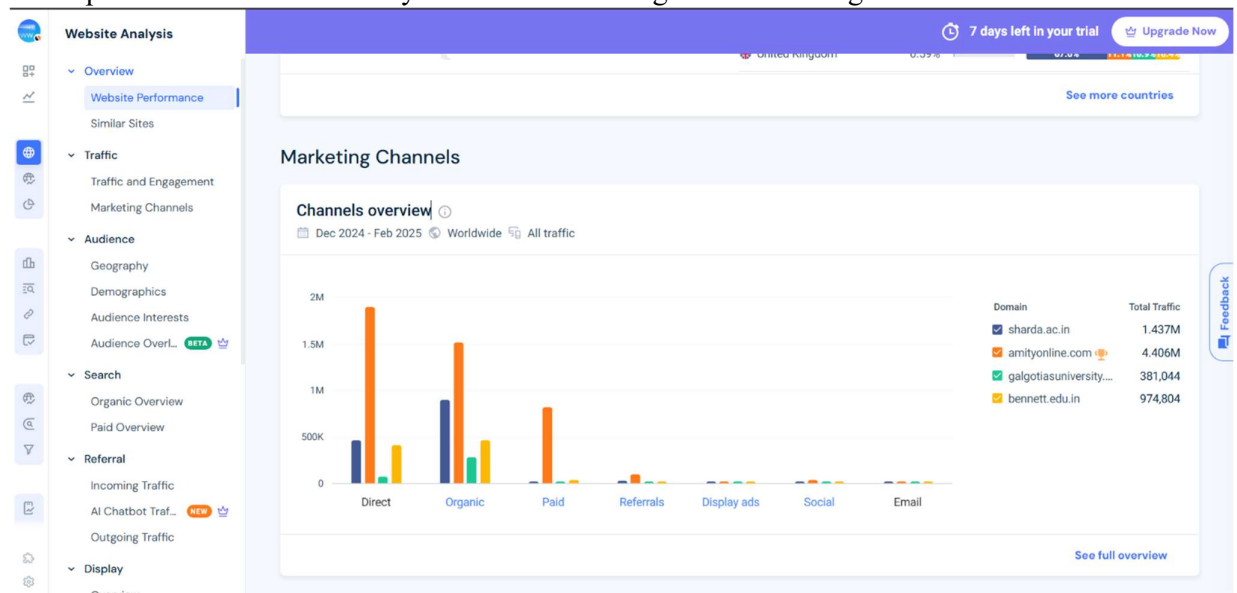 Website Analysis
7 days left in your trial
Upgrade Now
Overview
Website Performance
Similar Sites
Traffic
Traffic and Engagement
Marketing Channels
Audience
Geography
Demographics
Audience Interests
Audience Overl... BETA
Search
Organic Overview
Paid Overview
Referral
Incoming Traffic
AI Chatbot Traf... NEW
Outgoing Traffic
Display
United Kingdom 0.59%
See more countries
Marketing Channels
Channels overview
Dec 2024 - Feb 2025 Worldwide All traffic
2M
1.5M
1M
500K
0
Direct Organic Paid Referrals Display ads Social Email
Domain Total Traffic
sharda.ac.in 1.437M
amityonline.com 4.406M
galgotiasuniversity.... 381,044
bennett.edu.in 974,804
See full overview
Feedback